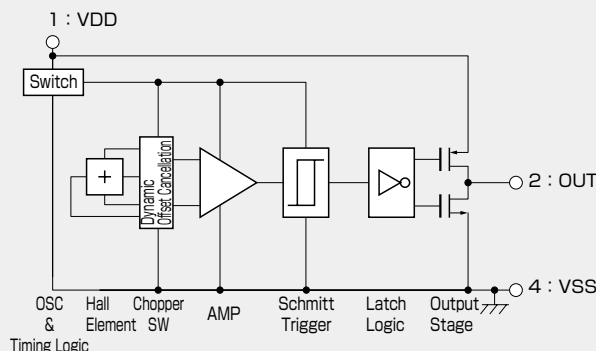 1 : VDD
Switch
Dynamic
Offset Cancellation
+
2 : OUT
4 : VSS
OSC
&
Timing Logic
Hall
Element
Chopper
SW
AMP
Schmitt
Trigger
Latch
Logic
Output
Stage